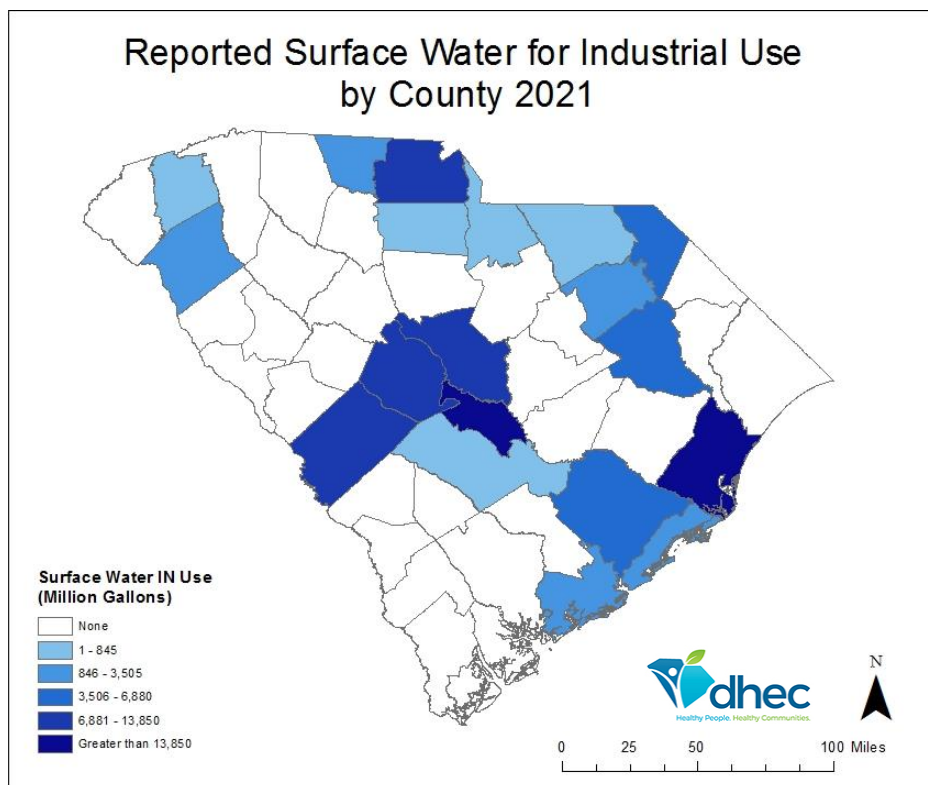 Reported Surface Water for Industrial Use
by County 2021
Surface Water IN Use
(Million Gallons)
None
1 - 845
846 - 3,505
3,506 - 6,880
6,881 - 13,850
Greater than 13,850
dhec
Healthy People. Healthy Communities.
N
0 25 50 100 Miles